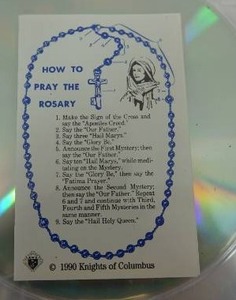 HOW TO
PRAY THE
ROSARY
1. Make the Sign of the Cross and
say the "Apostles Creed."
2. Say the "Our Father."
3. Say three "Hail Marys."
4. Say the "Glory Be."
5. Announce the First Mystery; then
say the "Our Father."
6. Say ten "Hail Marys," while medi-
tating on the Mystery.
7. Say the "Glory Be," then say the
"Fatima Prayer."
8. Announce the Second Mystery;
then say the "Our Father." Repeat
6 and 7 continue with Third,
Fourth and Fifth Mysteries in the
same manner.
9. Say the "Hail Holy Queen."
© 1990 Knights of Columbus